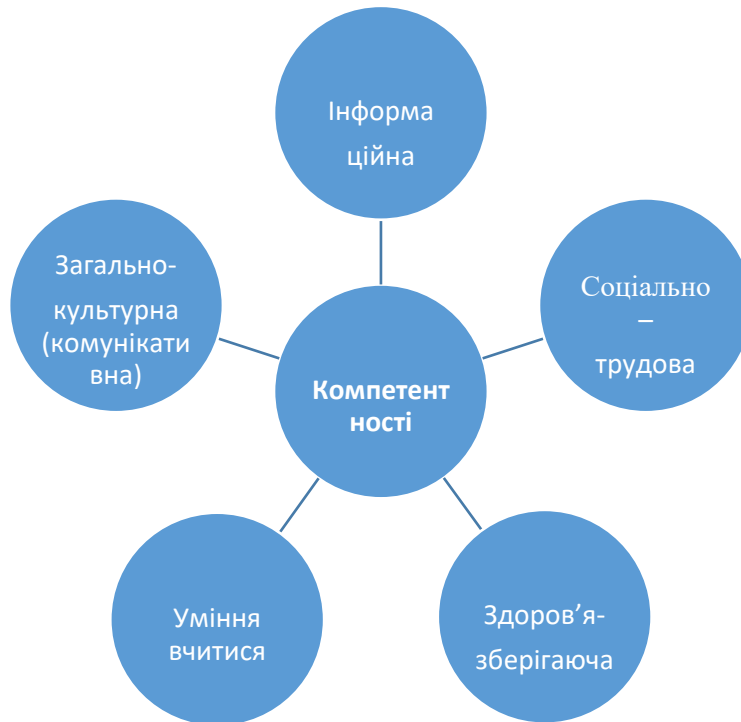 Інформа
ційна
Загально-
культурна
(комунікати
вна)
Соціально
–
трудова
Компетент
ності
Уміння
вчитися
Здоров’я-
зберігаюча